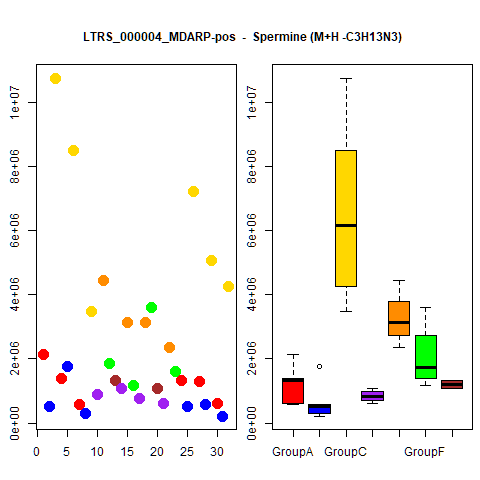 LTRS_000004_MDARP-pos  -  Spermine (M+H -C3H13N3)
1e+07
8e+06
6e+06
4e+06
2e+06
0e+00
0 5 10 15 20 25 30
1e+07
8e+06
6e+06
4e+06
2e+06
0e+00
GroupA GroupC GroupF